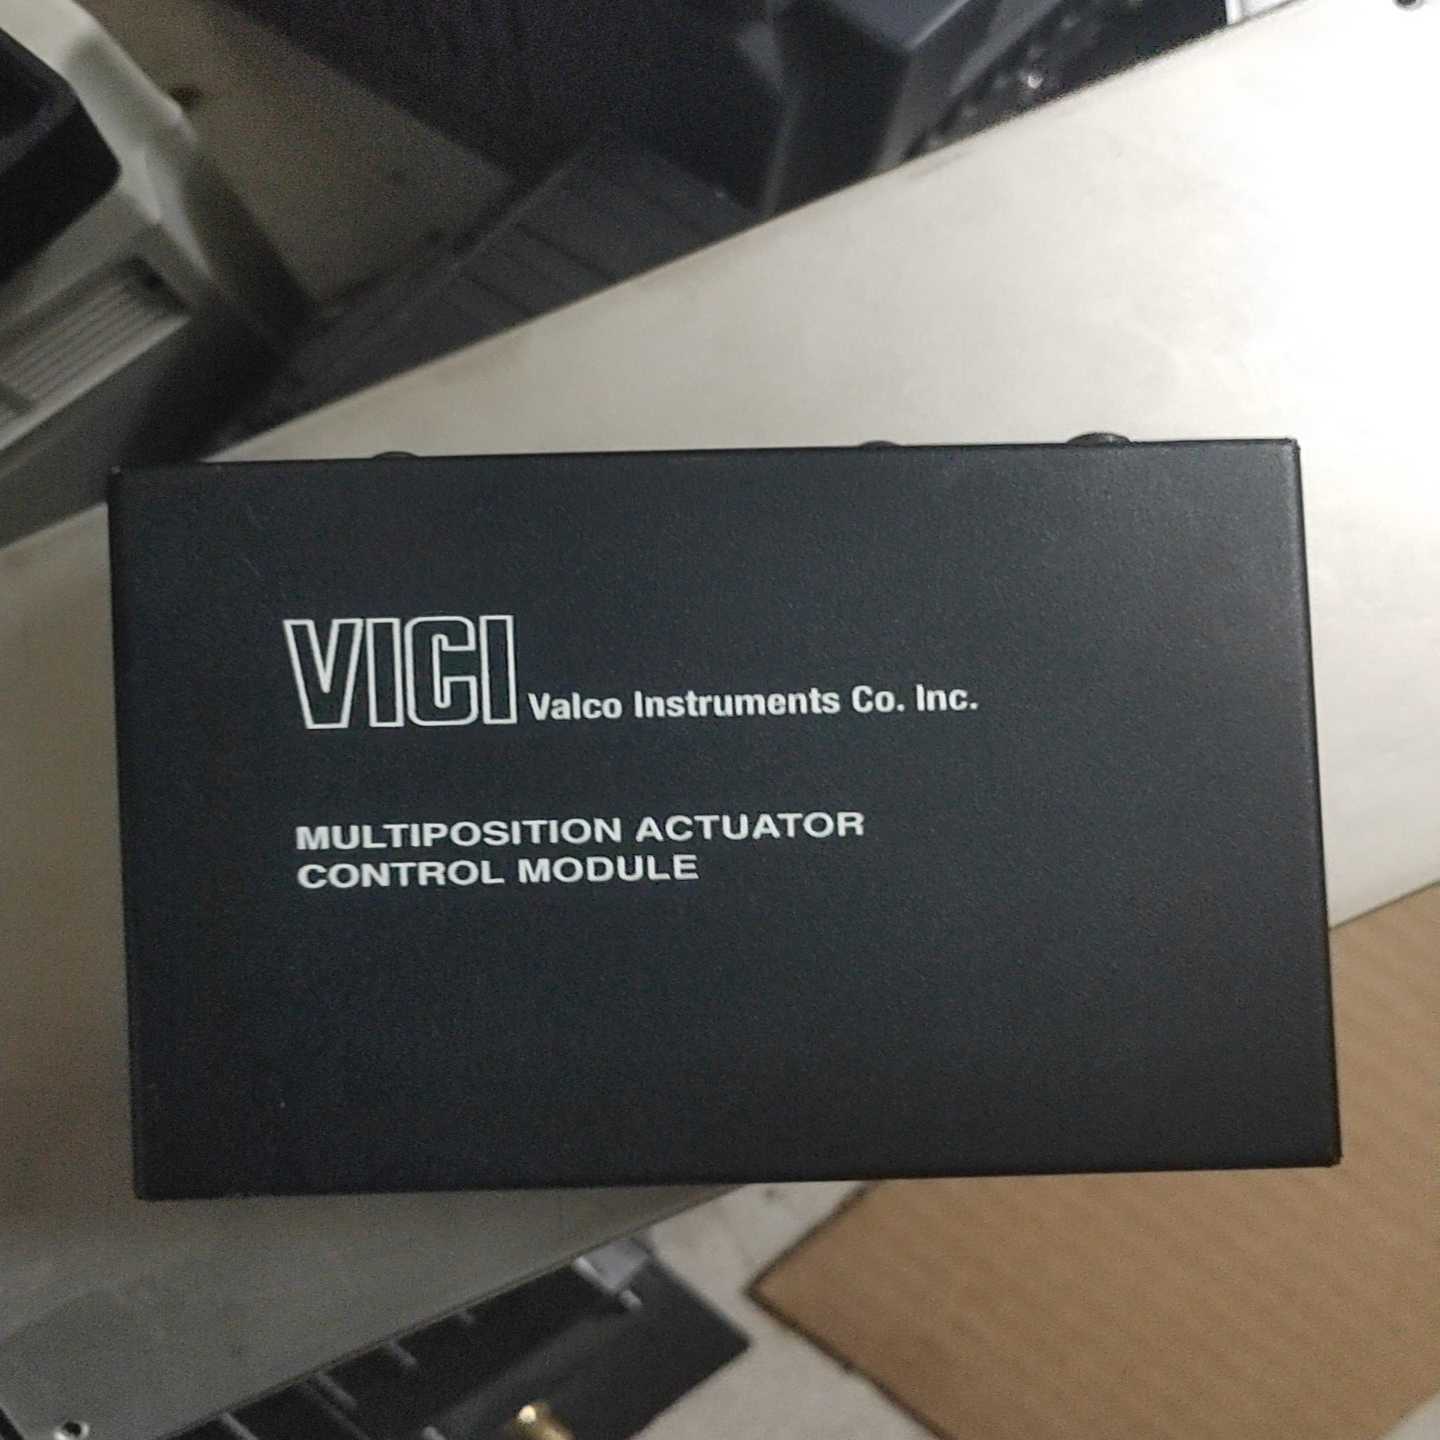 VICI Valco Instruments Co. Inc.
MULTIPOSITION ACTUATOR
CONTROL MODULE